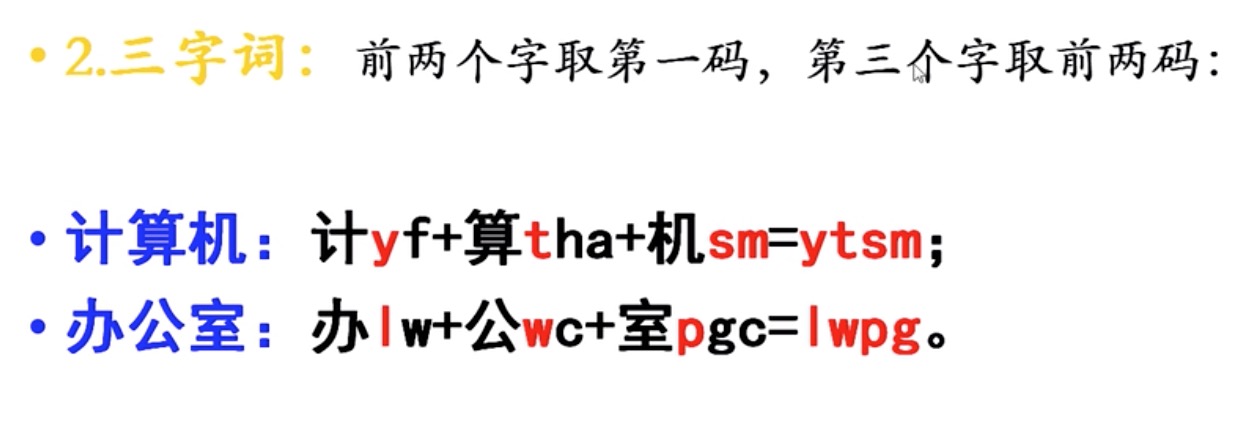 • 2.三字词： 前两个字取第一码，第三个字取前两码：
• 计算机：计yf+算tha+机sm=ytsm；
• 办公室：办lw+公wc+室pgc=lwpg。